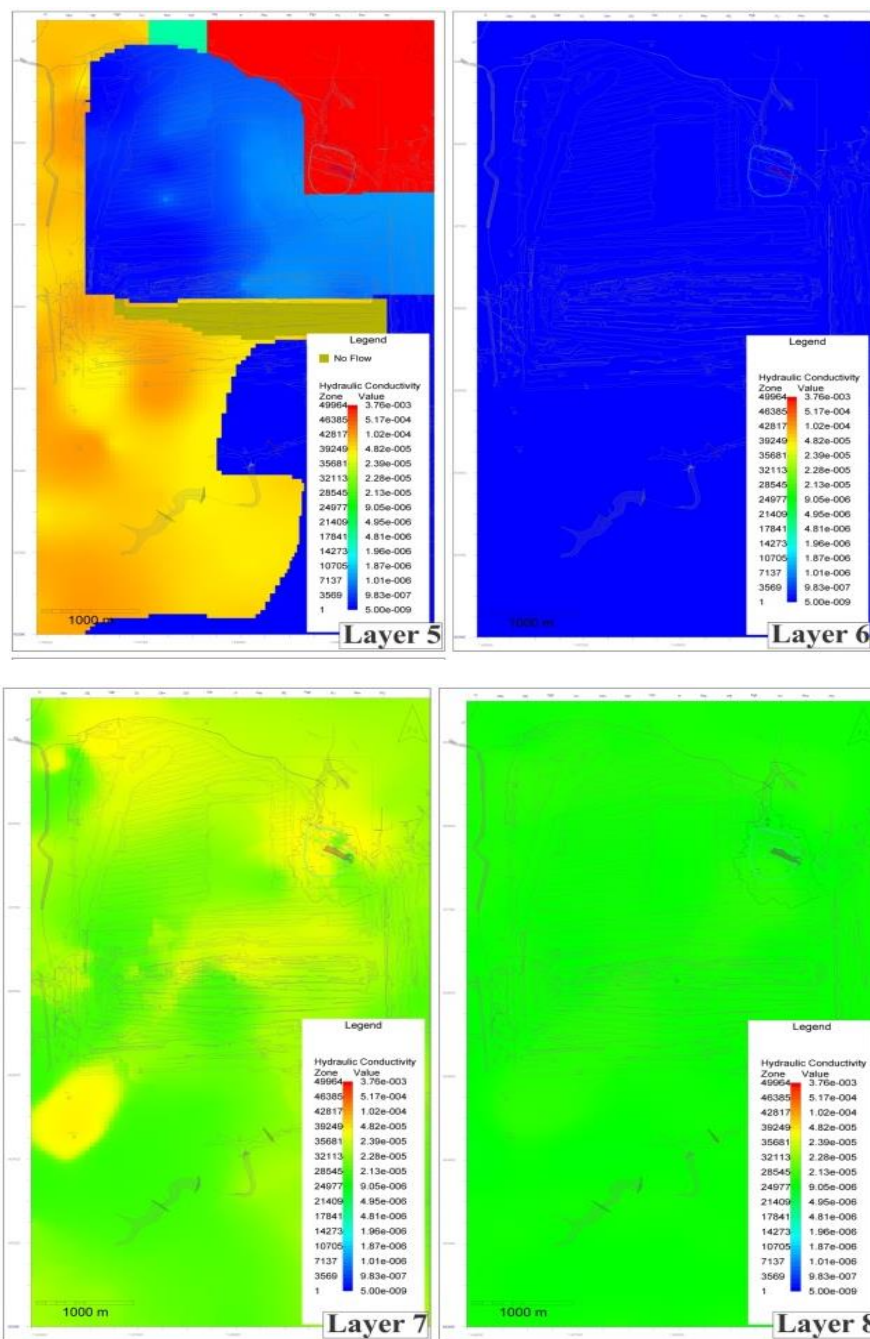 Legend
No Flow
Hydraulic Conductivity
Zone Value
49964 3.76e-003
46385 5.17e-004
42817 1.02e-004
39249 4.82e-005
35681 2.39e-005
32113 2.28e-005
28545 2.13e-005
24977 9.05e-006
21409 4.95e-006
17841 4.81e-006
14273 1.96e-006
10705 1.87e-006
7137 1.01e-006
3569 9.83e-007
1 5.00e-009
1000 m
Layer 5
Legend
Hydraulic Conductivity
Zone Value
49964 3.76e-003
46385 5.17e-004
42817 1.02e-004
39249 4.82e-005
35681 2.39e-005
32113 2.28e-005
28545 2.13e-005
24977 9.05e-006
21409 4.95e-006
17841 4.81e-006
14273 1.96e-006
10705 1.87e-006
7137 1.01e-006
3569 9.83e-007
1 5.00e-009
1000 m
Layer 6
Legend
Hydraulic Conductivity
Zone Value
49964 3.76e-003
46385 5.17e-004
42817 1.02e-004
39249 4.82e-005
35681 2.39e-005
32113 2.28e-005
28545 2.13e-005
24977 9.05e-006
21409 4.95e-006
17841 4.81e-006
14273 1.96e-006
10705 1.87e-006
7137 1.01e-006
3569 9.83e-007
1 5.00e-009
1000 m
Layer 7
Legend
Hydraulic Conductivity
Zone Value
49964 3.76e-003
46385 5.17e-004
42817 1.02e-004
39249 4.82e-005
35681 2.39e-005
32113 2.28e-005
28545 2.13e-005
24977 9.05e-006
21409 4.95e-006
17841 4.81e-006
14273 1.96e-006
10705 1.87e-006
7137 1.01e-006
3569 9.83e-007
1 5.00e-009
1000 m
Layer 8